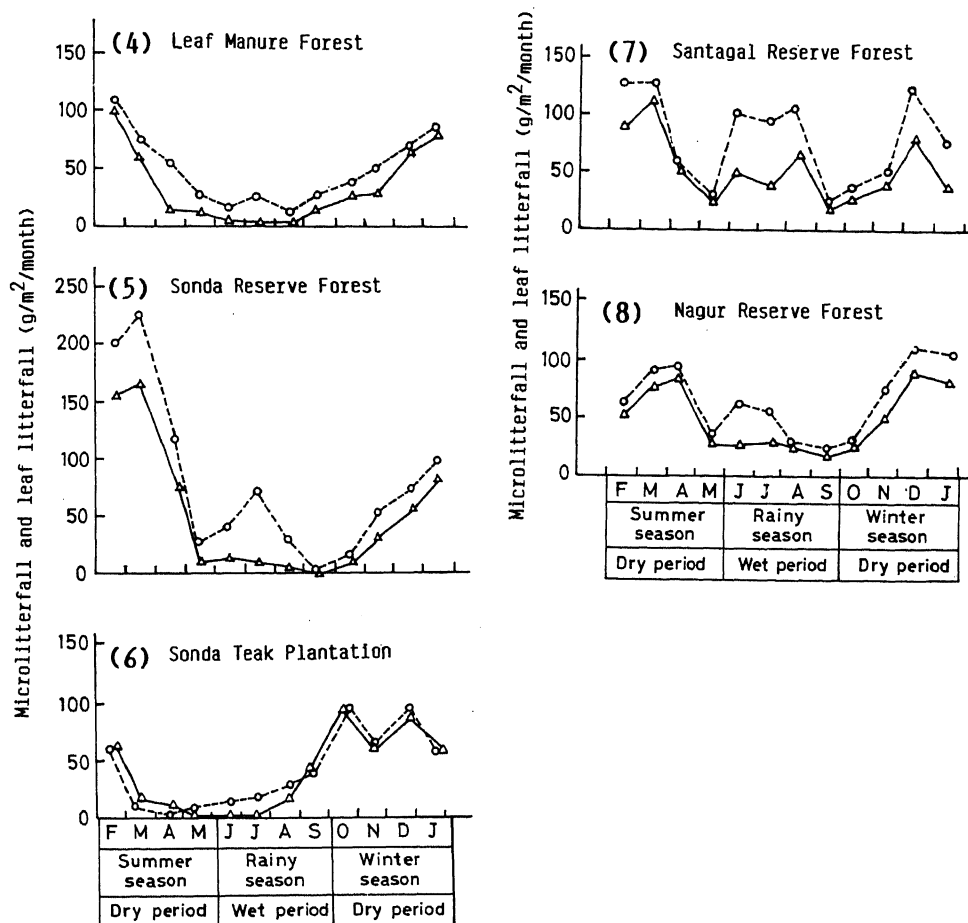 Microlitterfall and leaf litterfall (g/m²/month)
(4) Leaf Manure Forest
150
100
50
0
(5) Sonda Reserve Forest
250
200
150
100
50
0
(6) Sonda Teak Plantation
150
100
50
0
F M A M J J A S O N D J
Summer season Rainy season Winter season
Dry period Wet period Dry period
Microlitterfall and leaf litterfall (g/m²/month)
(7) Santagal Reserve Forest
150
100
50
0
(8) Nagur Reserve Forest
150
100
50
0
F M A M J J A S O N D J
Summer season Rainy season Winter season
Dry period Wet period Dry period